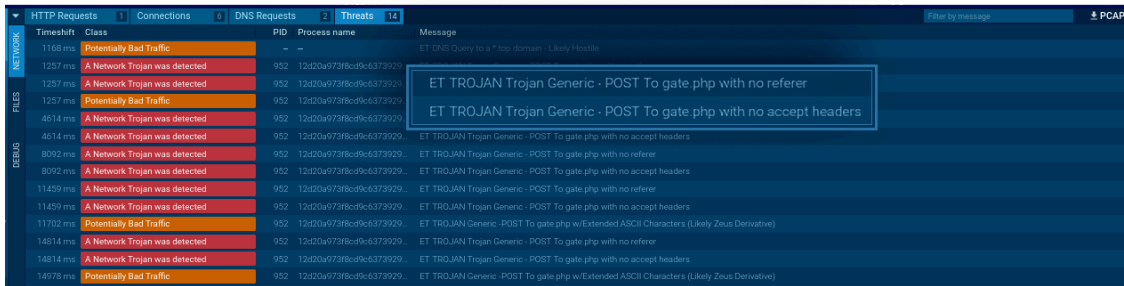 HTTP Requests 1 Connections 6 DNS Requests 2 Threats 14 Filter by message PCAP
NETWORK
FILES
DEBUG
Timeshift Class PID Process name Message
1168 ms Potentially Bad Traffic – – ET DNS Query to a *.top domain - Likely Hostile
1257 ms A Network Trojan was detected 952 12d20a973f8cd9c6373929...
1257 ms A Network Trojan was detected 952 12d20a973f8cd9c6373929...
1257 ms Potentially Bad Traffic 952 12d20a973f8cd9c6373929...
4614 ms A Network Trojan was detected 952 12d20a973f8cd9c6373929...
ET TROJAN Trojan Generic - POST To gate.php with no referer
ET TROJAN Trojan Generic - POST To gate.php with no accept headers
4614 ms A Network Trojan was detected 952 12d20a973f8cd9c6373929... ET TROJAN Trojan Generic - POST To gate.php with no accept headers
8092 ms A Network Trojan was detected 952 12d20a973f8cd9c6373929... ET TROJAN Trojan Generic - POST To gate.php with no referer
8092 ms A Network Trojan was detected 952 12d20a973f8cd9c6373929... ET TROJAN Trojan Generic - POST To gate.php with no accept headers
11459 ms A Network Trojan was detected 952 12d20a973f8cd9c6373929... ET TROJAN Trojan Generic - POST To gate.php with no referer
11459 ms A Network Trojan was detected 952 12d20a973f8cd9c6373929... ET TROJAN Trojan Generic - POST To gate.php with no accept headers
11702 ms Potentially Bad Traffic 952 12d20a973f8cd9c6373929... ET TROJAN Generic -POST To gate.php w/Extended ASCII Characters (Likely Zeus Derivative)
14814 ms A Network Trojan was detected 952 12d20a973f8cd9c6373929... ET TROJAN Trojan Generic - POST To gate.php with no referer
14814 ms A Network Trojan was detected 952 12d20a973f8cd9c6373929... ET TROJAN Trojan Generic - POST To gate.php with no accept headers
14978 ms Potentially Bad Traffic 952 12d20a973f8cd9c6373929... ET TROJAN Generic -POST To gate.php w/Extended ASCII Characters (Likely Zeus Derivative)